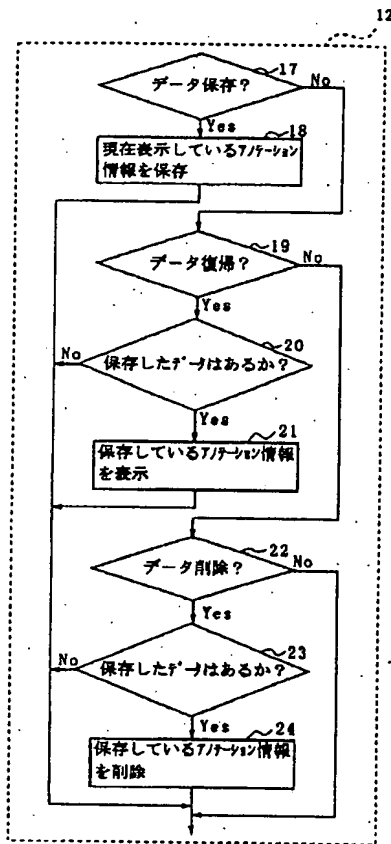 12
17
データ保存？
No
Yes
18
現在表示しているアノテーション
情報を保存
19
データ復帰？
No
Yes
20
No
保存したデータはあるか？
Yes
21
保存しているアノテーション情報
を表示
22
データ削除？
No
Yes
23
No
保存したデータはあるか？
Yes
24
保存しているアノテーション情報
を削除